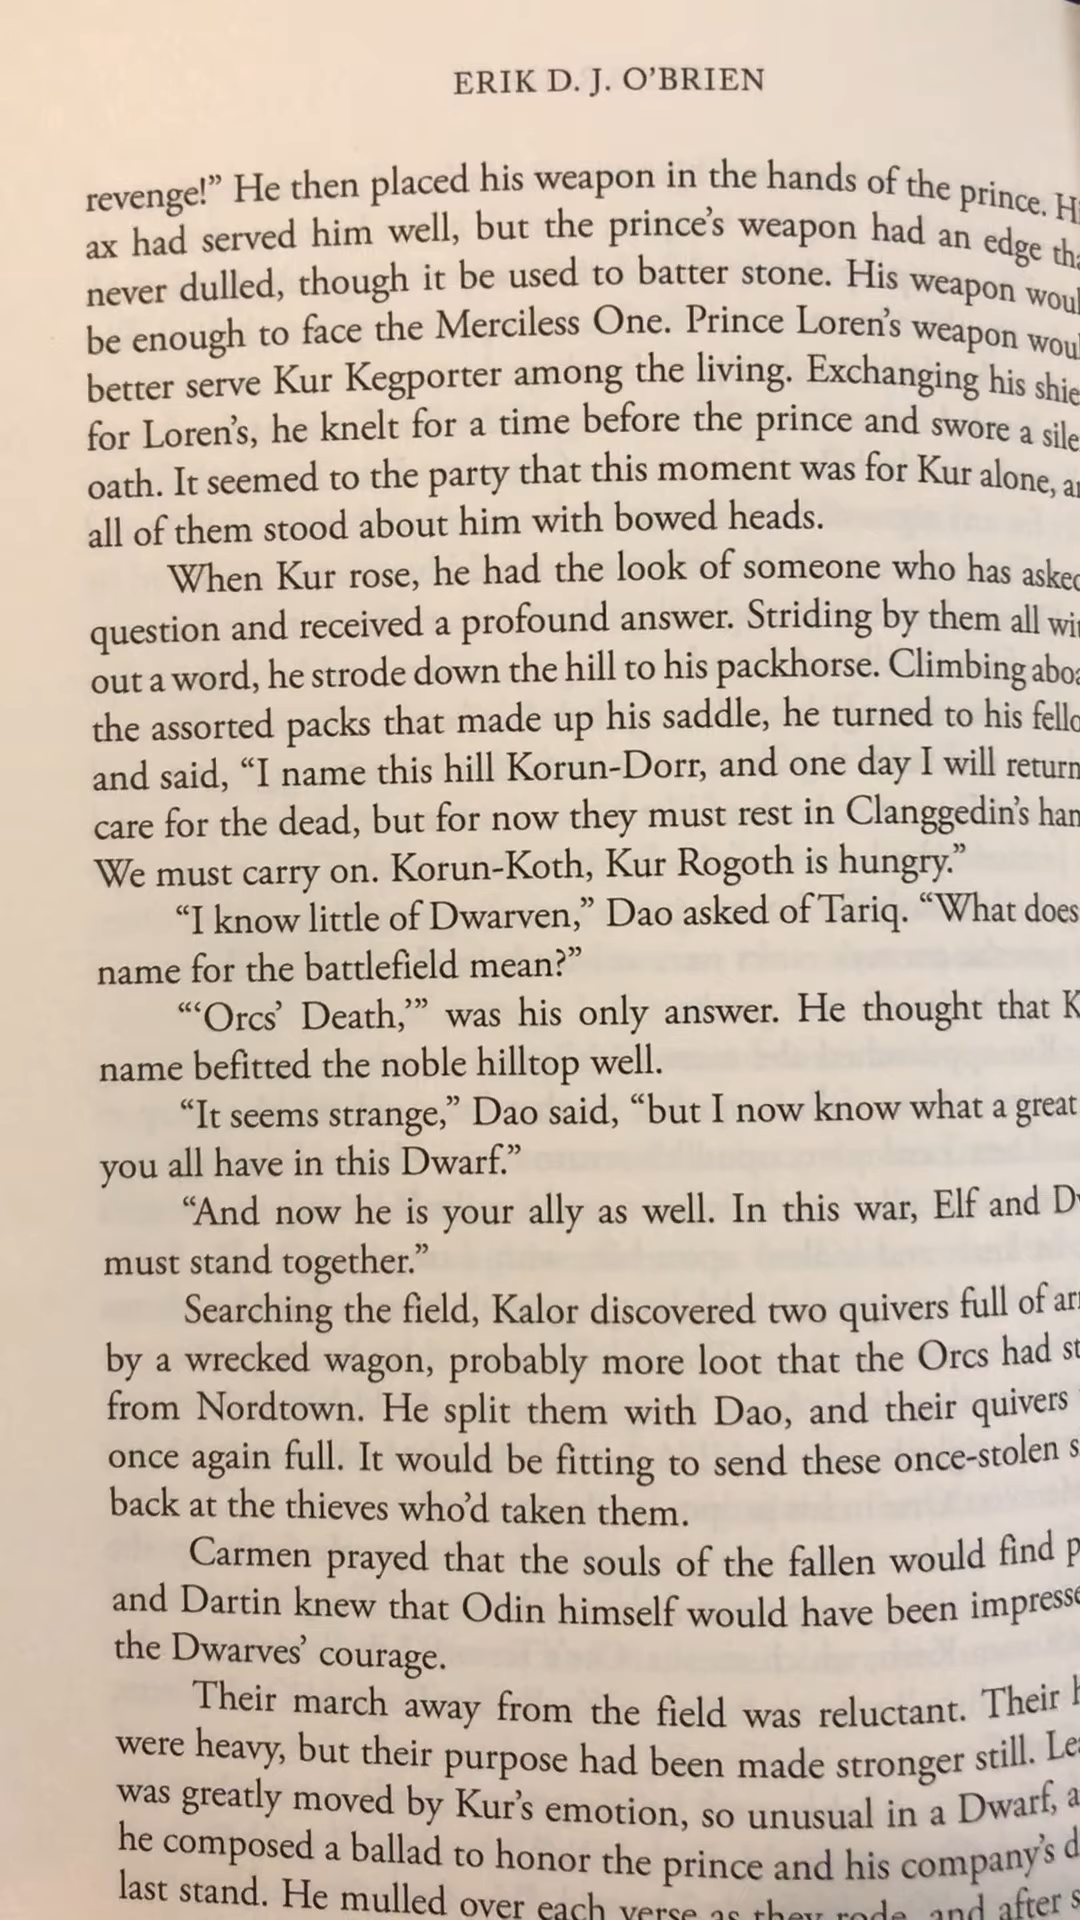 ERIK D. J. O’BRIEN
revenge!” He then placed his weapon in the hands of the prince.
ax had served him well, but the prince’s weapon had an edge
never dulled, though it be used to batter stone. His weapon
be enough to face the Merciless One. Prince Loren’s weapon
better serve Kur Kegporter among the living. Exchanging his
for Loren’s, he knelt for a time before the prince and swore a
oath. It seemed to the party that this moment was for Kur alone,
all of them stood about him with bowed heads.
When Kur rose, he had the look of someone who has
question and received a profound answer. Striding by them all
out a word, he strode down the hill to his packhorse. Climbing
the assorted packs that made up his saddle, he turned to his
and said, “I name this hill Korun-Dorr, and one day I will return
care for the dead, but for now they must rest in Clanggedin’s
We must carry on. Korun-Koth, Kur Rogoth is hungry.”
“I know little of Dwarven,” Dao asked of Tariq. “What does
name for the battlefield mean?”
“‘Orcs’ Death,’” was his only answer. He thought that
name befitted the noble hilltop well.
“It seems strange,” Dao said, “but I now know what a great
you all have in this Dwarf.”
“And now he is your ally as well. In this war, Elf and
must stand together.”
Searching the field, Kalor discovered two quivers full of
by a wrecked wagon, probably more loot that the Orcs had
from Nordtown. He split them with Dao, and their quivers
once again full. It would be fitting to send these once-stolen
back at the thieves who’d taken them.
Carmen prayed that the souls of the fallen would find
and Dartin knew that Odin himself would have been
the Dwarves’ courage.
Their march away from the field was reluctant. Their
were heavy, but their purpose had been made stronger still.
was greatly moved by Kur’s emotion, so unusual in a Dwarf,
he composed a ballad to honor the prince and his company’s
last stand. He mulled over each verse as they rode, and after